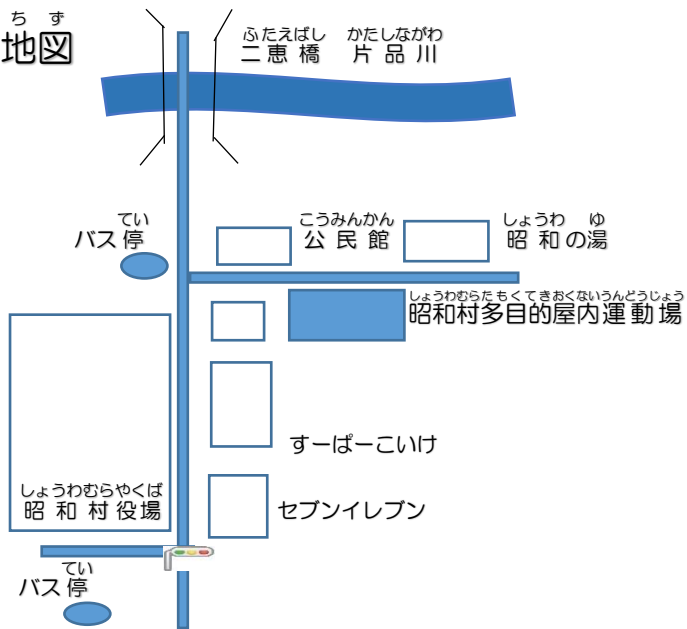 ち ず
地図
ふたえばし かたしながわ
二恵橋 片品川
てい
バス停
こうみんかん
公民館
しょうわ ゆ
昭和の湯
しょうわむらたもくてきおくないうんどうじょう
昭和村多目的屋内運動場
すーぱーこいけ
しょうわむらやくば
昭和村役場
セブンイレブン
てい
バス停